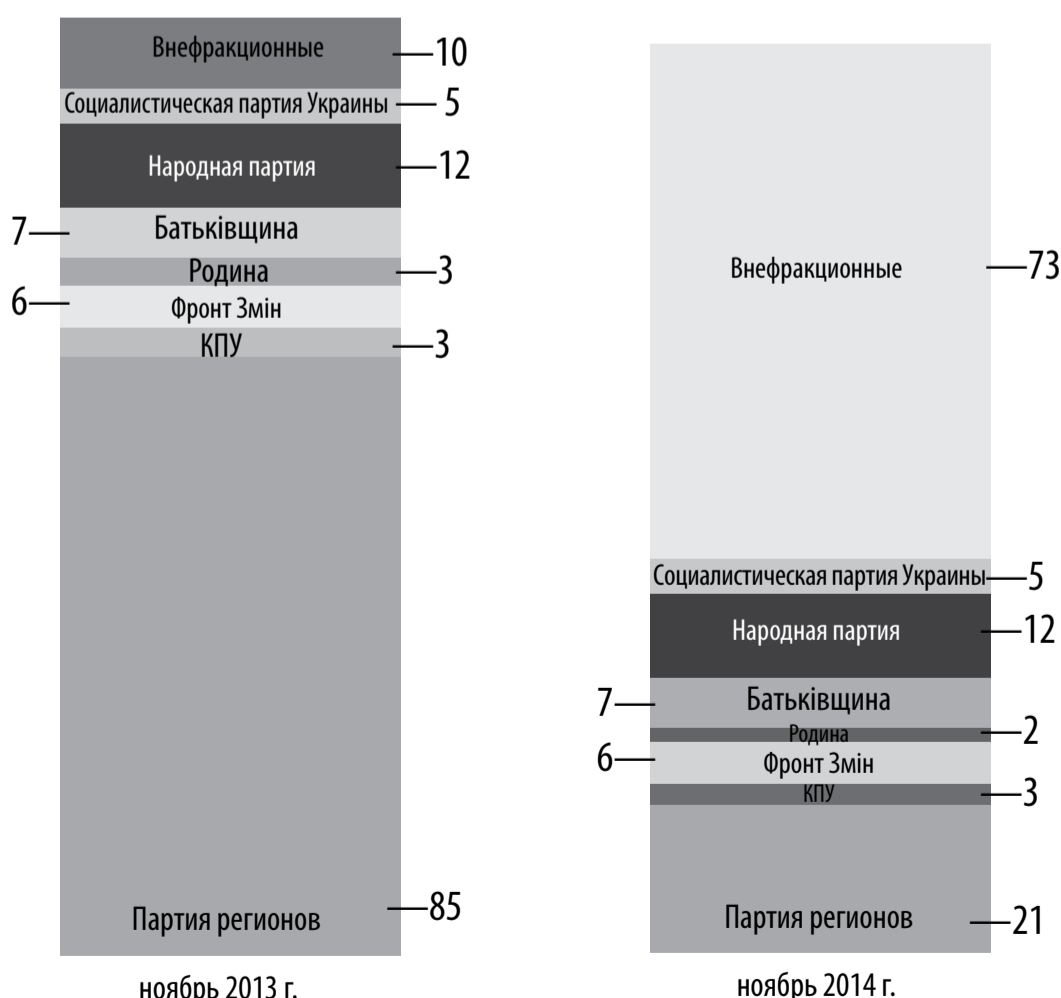 Внефракционные 10
Социалистическая партия Украины 5
Народная партия 12
7 Батьківщина
Родина 3
6 Фронт Змін
КПУ 3
Партия регионов 85
ноябрь 2013 г.
Внефракционные 73
Социалистическая партия Украины 5
Народная партия 12
7 Батьківщина
Родина 2
6 Фронт Змін
КПУ 3
Партия регионов 21
ноябрь 2014 г.